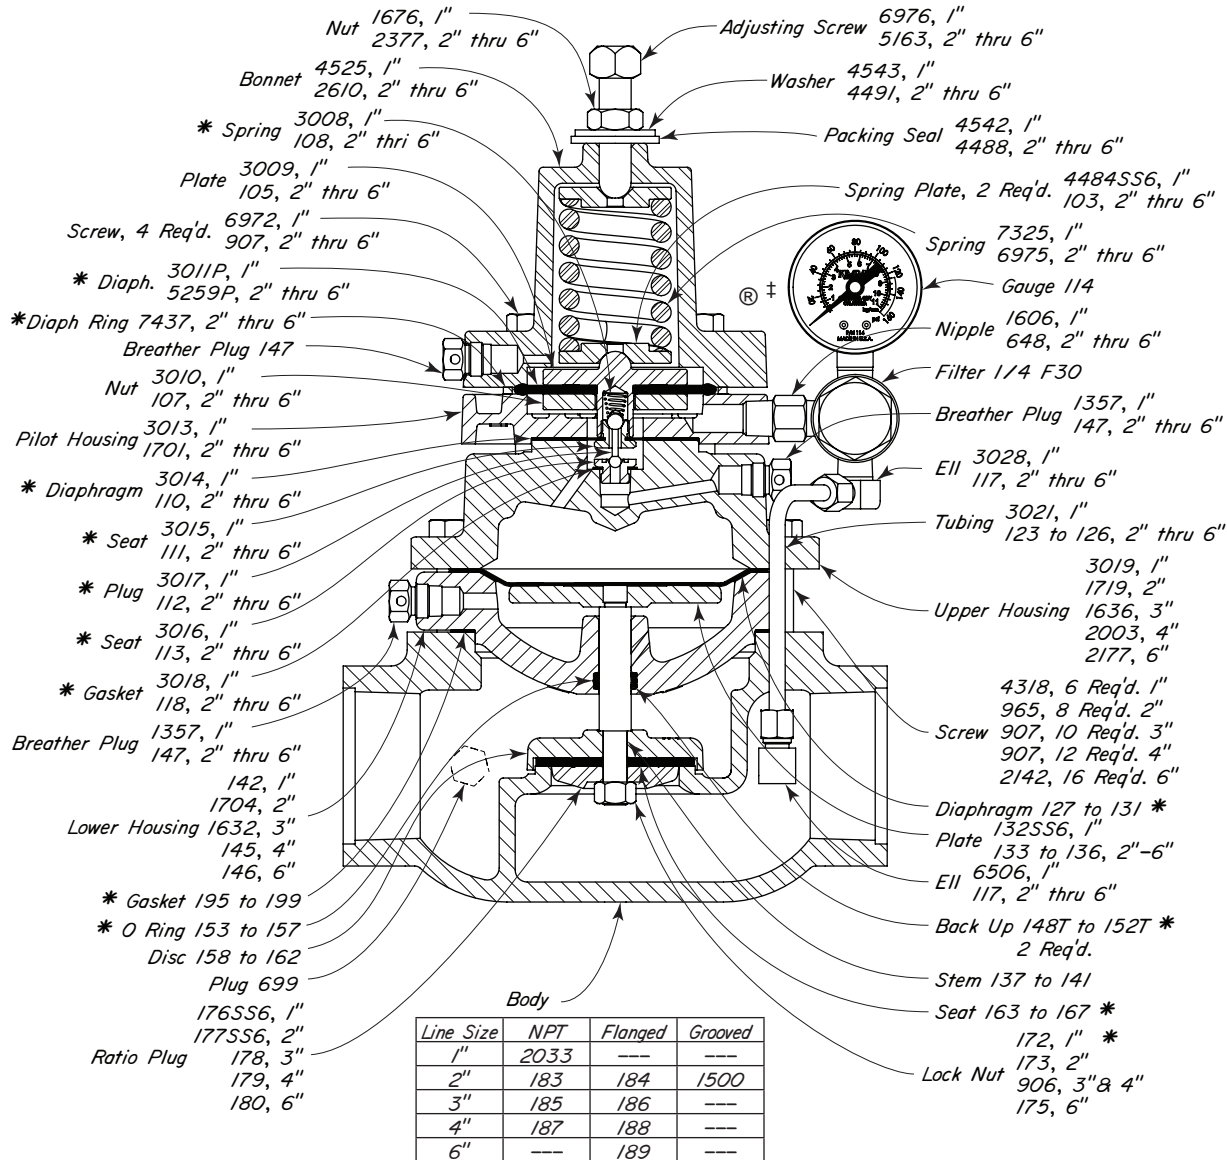 Nut 1676, 1"
2377, 2" thru 6"
Bonnet 4525, 1"
2610, 2" thru 6"
* Spring 3008, 1"
108, 2" thri 6"
Plate 3009, 1"
105, 2" thru 6"
Screw, 4 Req'd. 6972, 1"
907, 2" thru 6"
* Diaph. 3011P, 1"
5259P, 2" thru 6"
*Diaph Ring 7437, 2" thru 6"
Breather Plug 147
Nut 3010, 1"
107, 2" thru 6"
Pilot Housing 3013, 1"
1701, 2" thru 6"
* Diaphragm 3014, 1"
110, 2" thru 6"
* Seat 3015, 1"
111, 2" thru 6"
* Plug 3017, 1"
112, 2" thru 6"
* Seat 3016, 1"
113, 2" thru 6"
* Gasket 3018, 1"
118, 2" thru 6"
Breather Plug 1357, 1"
147, 2" thru 6"
142, 1"
1704, 2"
Lower Housing 1632, 3"
145, 4"
146, 6"
* Gasket 195 to 199
* O Ring 153 to 157
Disc 158 to 162
Plug 699
176SS6, 1"
177SS6, 2"
Ratio Plug 178, 3"
179, 4"
180, 6"
Adjusting Screw 6976, 1"
5163, 2" thru 6"
Washer 4543, 1"
4491, 2" thru 6"
Packing Seal 4542, 1"
4488, 2" thru 6"
Spring Plate, 2 Req'd. 4484SS6, 1"
103, 2" thru 6"
Spring 7325, 1"
6975, 2" thru 6"
® ‡
Gauge 114
Nipple 1606, 1"
648, 2" thru 6"
Filter 1/4 F30
Breather Plug 1357, 1"
147, 2" thru 6"
Ell 3028, 1"
117, 2" thru 6"
Tubing 3021, 1"
123 to 126, 2" thru 6"
3019, 1"
1719, 2"
Upper Housing 1636, 3"
2003, 4"
2177, 6"
4318, 6 Req'd. 1"
965, 8 Req'd. 2"
Screw 907, 10 Req'd. 3"
907, 12 Req'd. 4"
2142, 16 Req'd. 6"
Diaphragm 127 to 131 *
Plate 132SS6, 1"
133 to 136, 2"-6"
Ell 6506, 1"
117, 2" thru 6"
Back Up 148T to 152T *
2 Req'd.
Stem 137 to 141
Seat 163 to 167 *
172, 1" *
173, 2"
Lock Nut 906, 3"& 4"
175, 6"
Body
Line Size NPT Flanged Grooved
1" 2033 --- ---
2" 183 184 1500
3" 185 186 ---
4" 187 188 ---
6" --- 189 ---